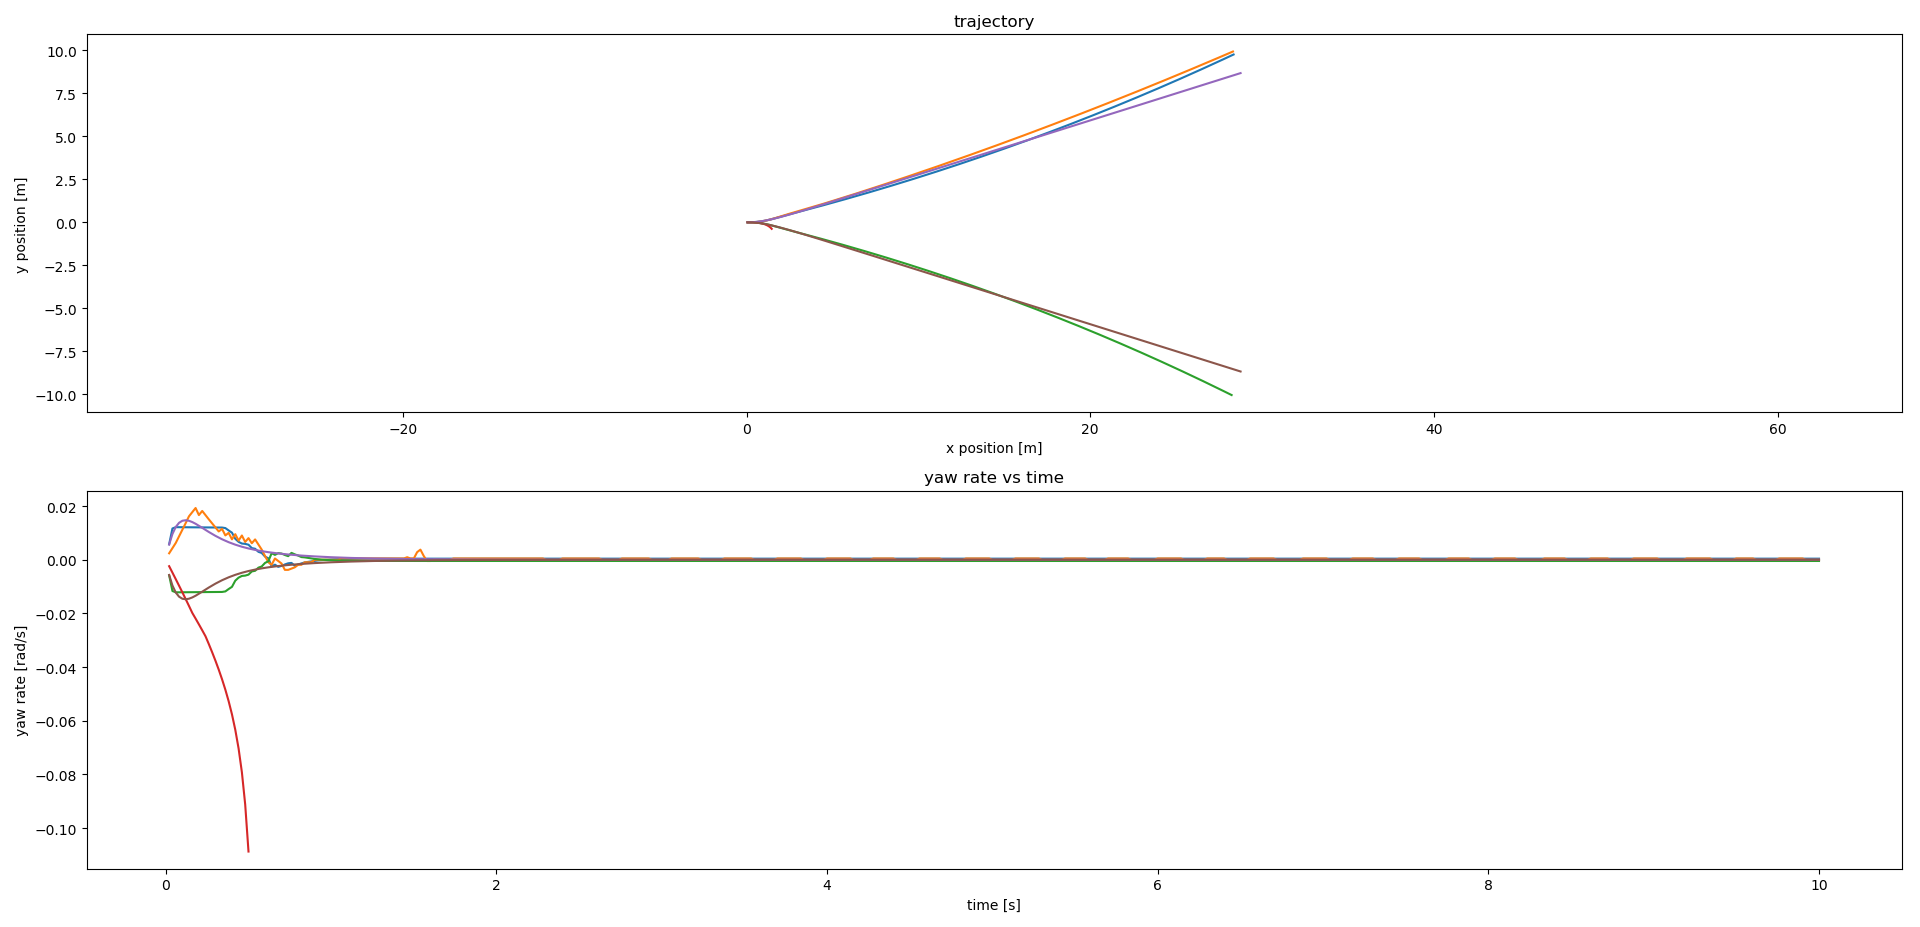 trajectory
10.0
7.5
5.0
2.5
0.0
−2.5
−5.0
−7.5
−10.0
y position [m]
−20 0 20 40 60
x position [m]
yaw rate vs time
0.02
0.00
−0.02
−0.04
−0.06
−0.08
−0.10
yaw rate [rad/s]
0 2 4 6 8 10
time [s]